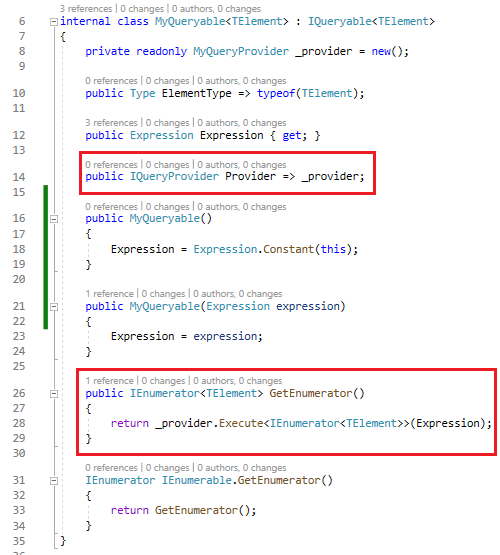 3 references | 0 changes | 0 authors, 0 changes
6 internal class MyQueryable<TElement> : IQueryable<TElement>
7 {
8 private readonly MyQueryProvider _provider = new();
9
0 references | 0 changes | 0 authors, 0 changes
10 public Type ElementType => typeof(TElement);
11
3 references | 0 changes | 0 authors, 0 changes
12 public Expression Expression { get; }
13
0 references | 0 changes | 0 authors, 0 changes
14 public IQueryProvider Provider => _provider;
15
0 references | 0 changes | 0 authors, 0 changes
16 public MyQueryable()
17 {
18 Expression = Expression.Constant(this);
19 }
20
1 reference | 0 changes | 0 authors, 0 changes
21 public MyQueryable(Expression expression)
22 {
23 Expression = expression;
24 }
25
1 reference | 0 changes | 0 authors, 0 changes
26 public IEnumerator<TElement> GetEnumerator()
27 {
28 return _provider.Execute<IEnumerator<TElement>>(Expression);
29 }
30
0 references | 0 changes | 0 authors, 0 changes
31 IEnumerator IEnumerable.GetEnumerator()
32 {
33 return GetEnumerator();
34 }
35 }